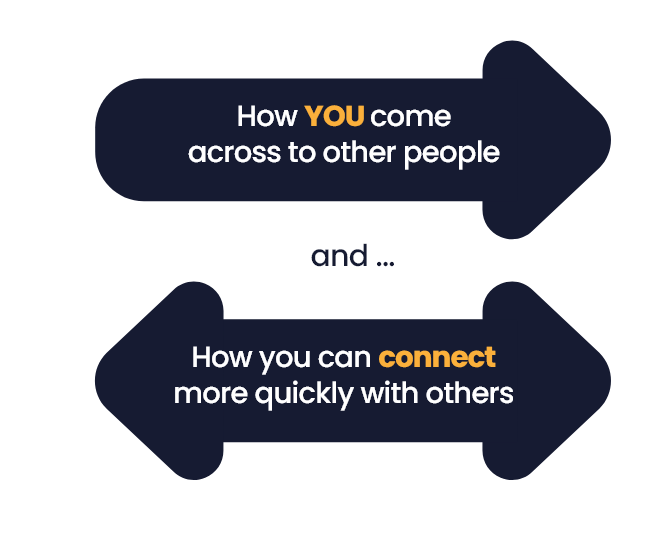 How YOU come
across to other people
and ...
How you can connect
more quickly with others